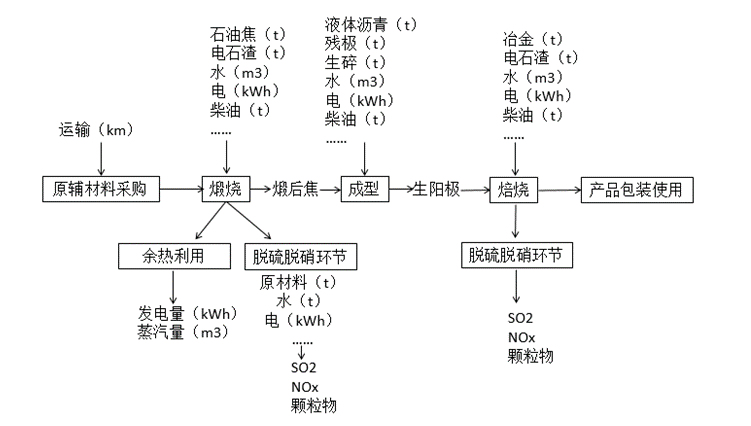 石油焦（t）
电石渣（t）
水（m3）
电（kWh）
柴油（t）
……
液体沥青（t）
残极（t）
生碎（t）
水（m3）
电（kWh）
柴油（t）
……
冶金（t）
电石渣（t）
水（m3）
电（kWh）
柴油（t）
……
运输（km）
原辅材料采购
煅烧
煅后焦
成型
生阳极
焙烧
产品包装使用
余热利用
脱硫脱硝环节
脱硫脱硝环节
发电量（kWh）
蒸汽量（m3）
原材料（t）
水（t）
电（kWh）
……
SO2
NOx
颗粒物
SO2
NOx
颗粒物